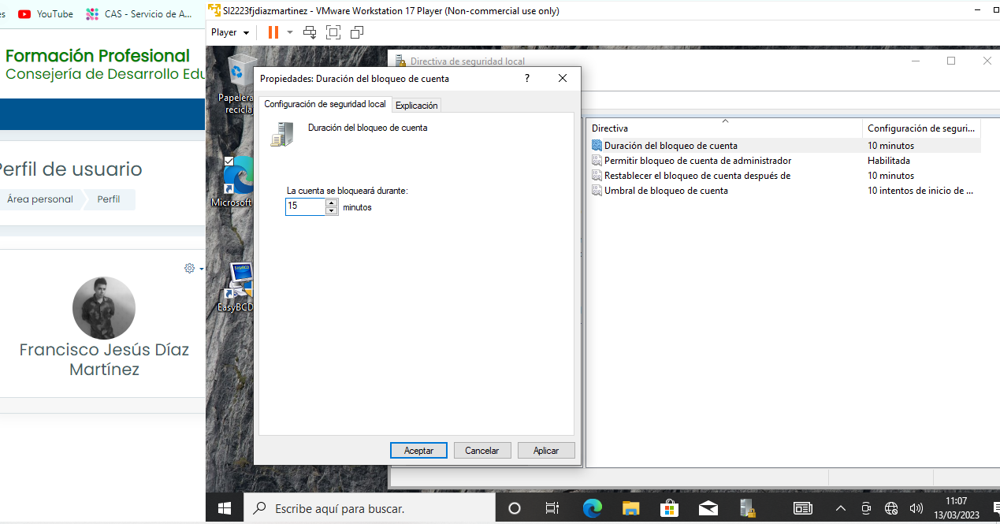 es
YouTube
CAS - Servicio de A...
Formación Profesional
Consejería de Desarrollo Edu
Perfil de usuario
Área personal
Perfil
Francisco Jesús Díaz
Martínez
SI2223fjdiazmartinez - VMware Workstation 17 Player (Non-commercial use only)
Player
Papelera
recicla
Microsoft
EasyBCD
EasyBCD
Directiva de seguridad local
Propiedades: Duración del bloqueo de cuenta
?
Configuración de seguridad local
Explicación
Duración del bloqueo de cuenta
La cuenta se bloqueará durante:
15
minutos
Aceptar
Cancelar
Aplicar
Directiva
Configuración de seguri...
Duración del bloqueo de cuenta
10 minutos
Permitir bloqueo de cuenta de administrador
Habilitada
Restablecer el bloqueo de cuenta después de
10 minutos
Umbral de bloqueo de cuenta
10 intentos de inicio de ...
Escribe aquí para buscar.
11:07
13/03/2023